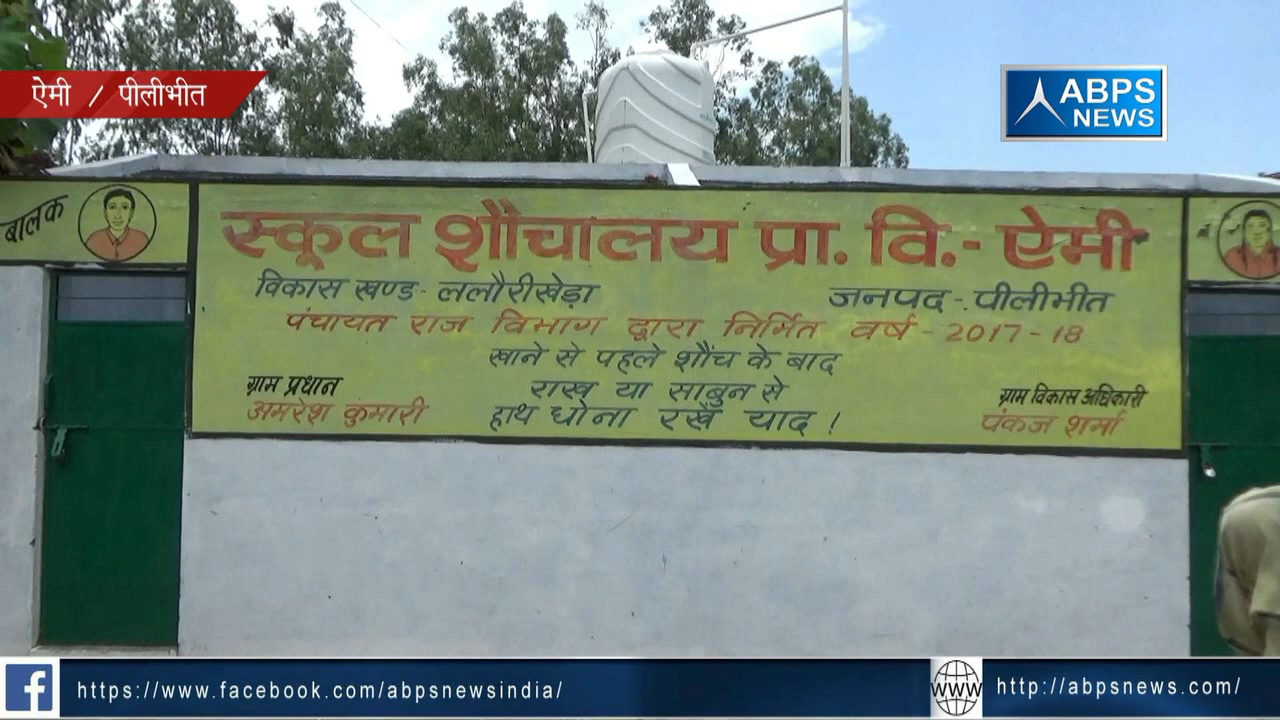 ऐमी / पीलीभीत
ABPS
NEWS
बालक
स्कूल शौचालय प्रा. वि.- ऐमी
विकास खण्ड- ललौरीखेड़ा जनपद-पीलीभीत
पंचायत राज विभाग द्वारा निर्मित वर्ष - 2017-18
खाने से पहले शौंच के बाद
ग्राम प्रधान राख या साबुन से ग्राम विकास अधिकारी
अमरेश कुमारी हाथ धोना रखें याद ! पंकज शर्मा
https://www.facebook.com/abpsnewsindia/ WWW http://abpsnews.com/